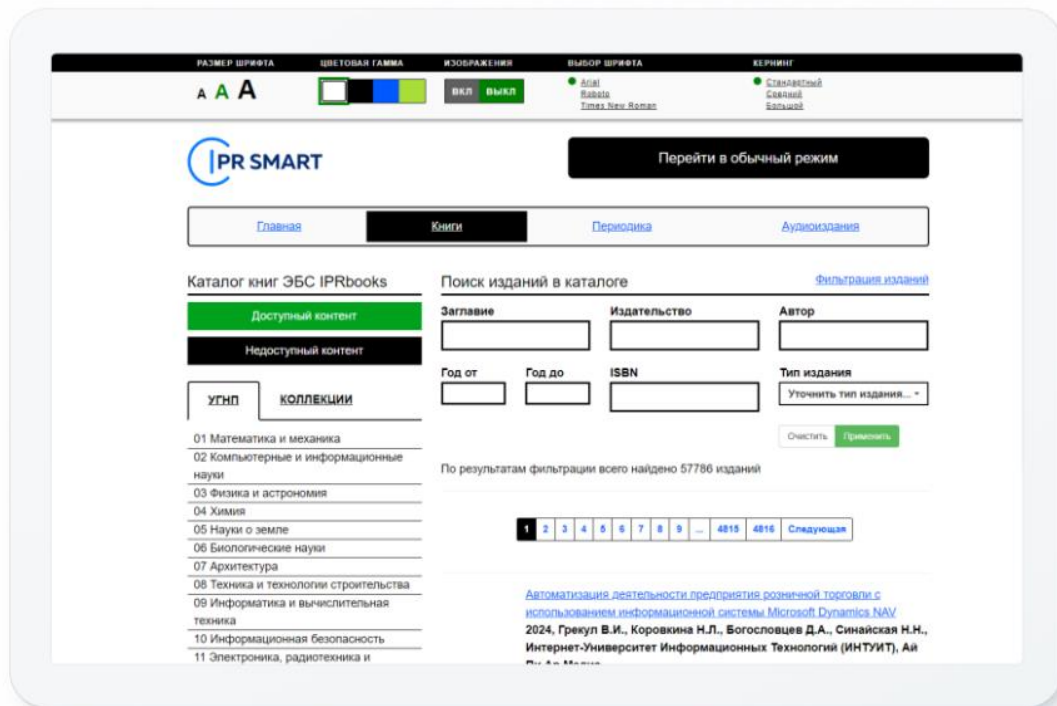 РАЗМЕР ШРИФТА ЦВЕТОВАЯ ГАММА ИЗОБРАЖЕНИЯ ВЫБОР ШРИФТА КЕРНИНГ
А А А
ВКЛ ВЫКЛ
Arial
Roboto
Times New Roman
Стандартный
Средний
Большой
IPR SMART
Перейти в обычный режим
Главная Книги Периодика Аудиоиздания
Каталог книг ЭБС IPRbooks
Доступный контент
Недоступный контент
УГНП КОЛЛЕКЦИИ
01 Математика и механика
02 Компьютерные и информационные
науки
03 Физика и астрономия
04 Химия
05 Науки о земле
06 Биологические науки
07 Архитектура
08 Техника и технологии строительства
09 Информатика и вычислительная
техника
10 Информационная безопасность
11 Электроника, радиотехника и
Поиск изданий в каталоге Фильтрация изданий
Заглавие Издательство Автор
Год от Год до ISBN Тип издания
Уточнить тип издания...
Очистить Применить
По результатам фильтрации всего найдено 57786 изданий
1 2 3 4 5 6 7 8 9 ... 4815 4816 Следующая
Автоматизация деятельности предприятия розничной торговли с
использованием информационной системы Microsoft Dynamics NAV
2024, Грекул В.И., Коровкина Н.Л., Богословцев Д.А., Синайская Н.Н.,
Интернет-Университет Информационных Технологий (ИНТУИТ), Ай